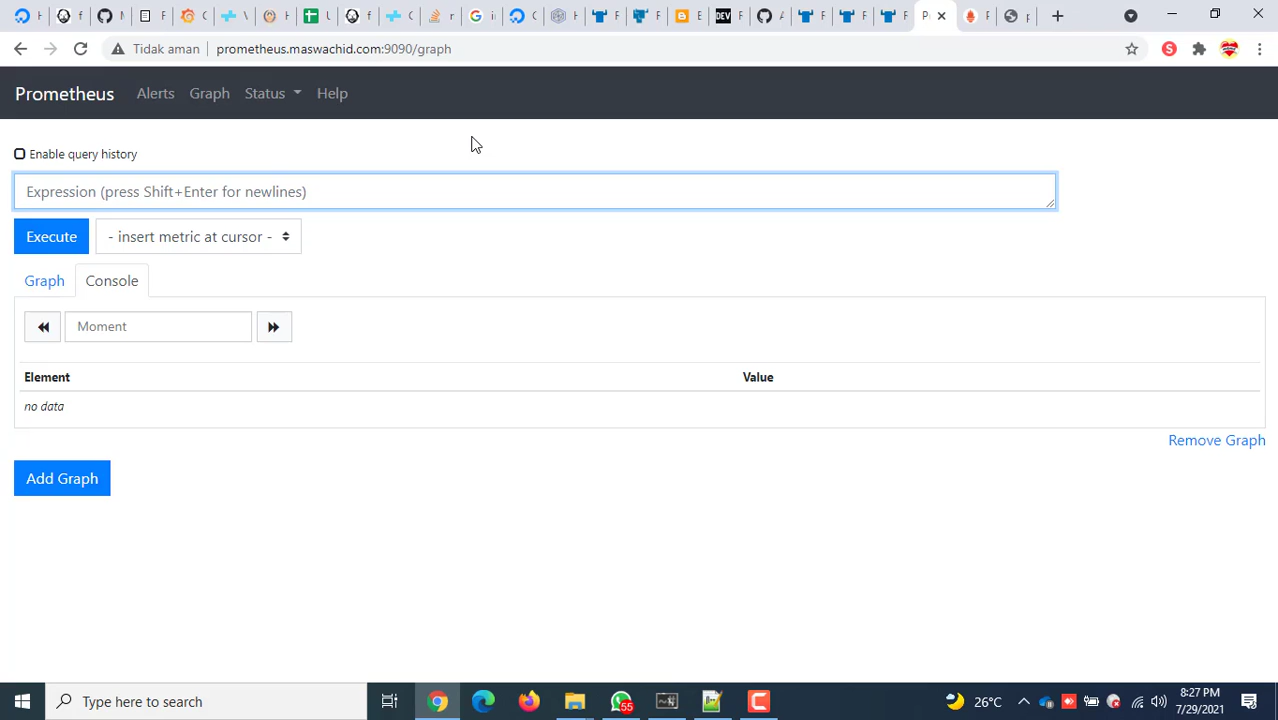 Tidak aman
prometheus.maswachid.com:9090/graph
Prometheus Alerts Graph Status Help
Enable query history
Expression (press Shift+Enter for newlines)
Execute - insert metric at cursor -
Graph Console
Moment
Element Value
no data
Remove Graph
Add Graph
Type here to search
55
26°C
8:27 PM
7/29/2021